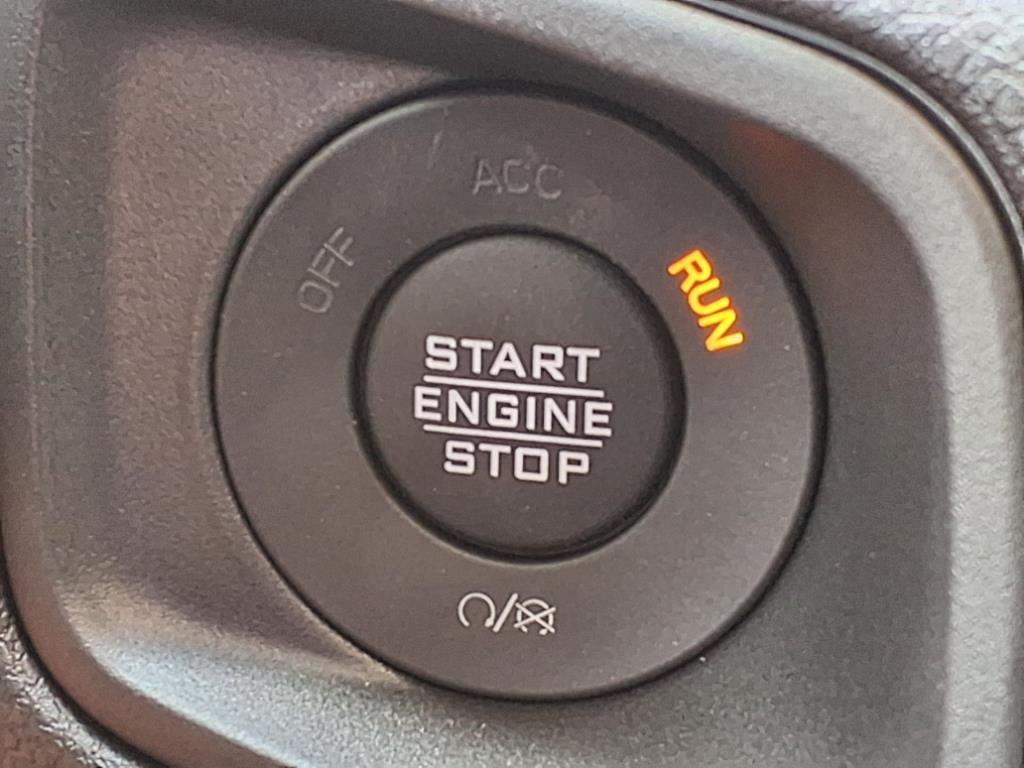 ACC
OFF
RUN
START
ENGINE
STOP